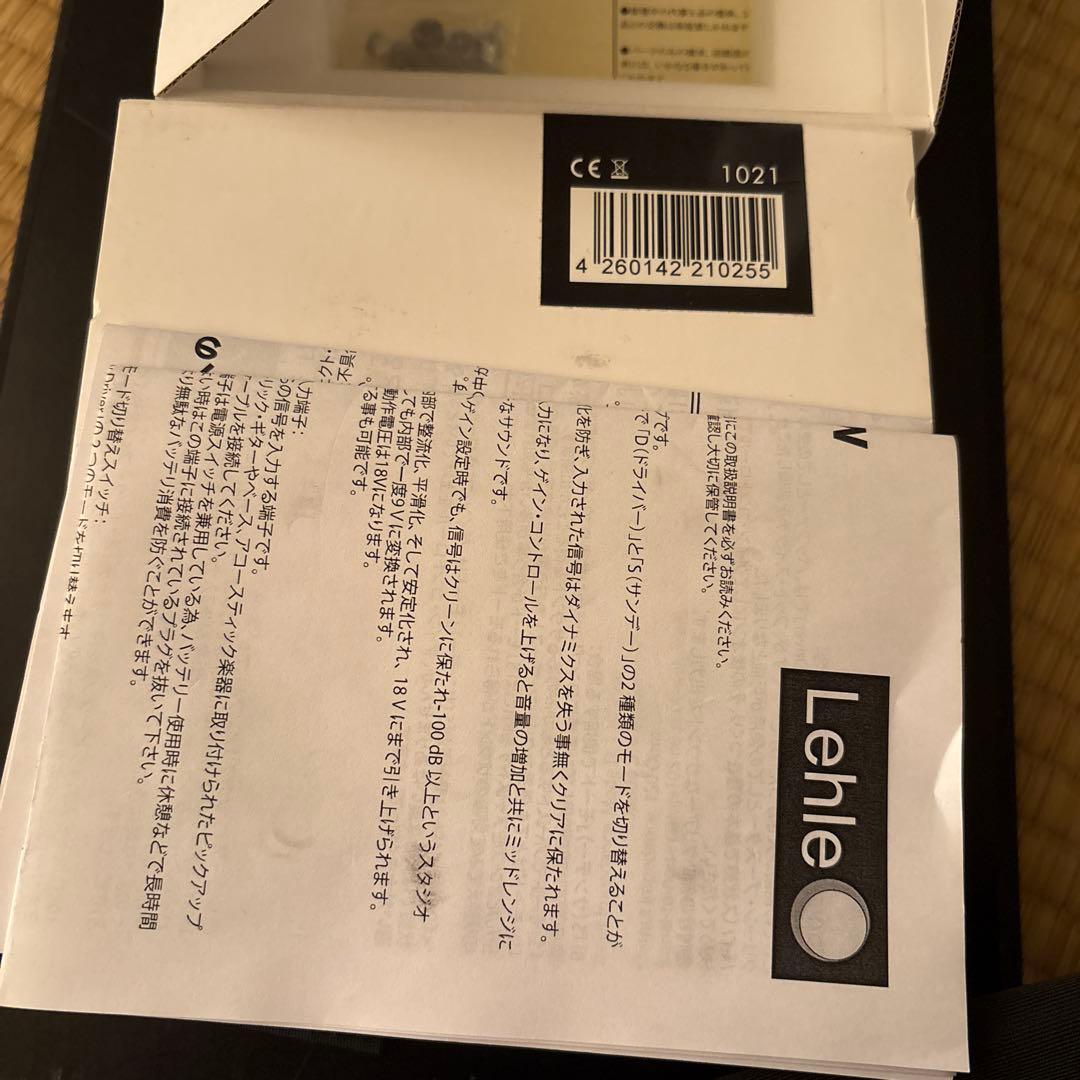 CE 1021
4 260142 210255
Lehle
にこの取扱説明書を必ずお読みください。
確認し大切に保管してください。
で「D(ドライバー)」と「S(サンデー)」の2種類のモードを切り替えることが
です。
化を防ぎ、入力された信号はダイナミクスを失う事無くクリアに保たれます。
力になり、ゲイン・コントロールを上げると音量の増加と共にミッドレンジに
なサウンドです。
ゲイン設定時でも、信号はクリーンに保たれ-100 dB 以上というスタジオ
部で整流化、平滑化、そして安定化され、18 Vにまで引き上げられます。
ても内部で一度9Vに変換されます。
動作電圧は18Vになります。
る事も可能です。
力端子：
の信号を入力する端子です。
リックギターやベース、アコースティック楽器に取り付けられたピックアップ
ーブルを接続してください。
子は電源スイッチを兼用している為、バッテリー使用時に休憩などで長時間
い時はこの端子に接続されているプラグを抜いて下さい。
り無駄なバッテリ消費を防ぐことができます。
モード切り替えスイッチ：
の2つのモードを切り替えます